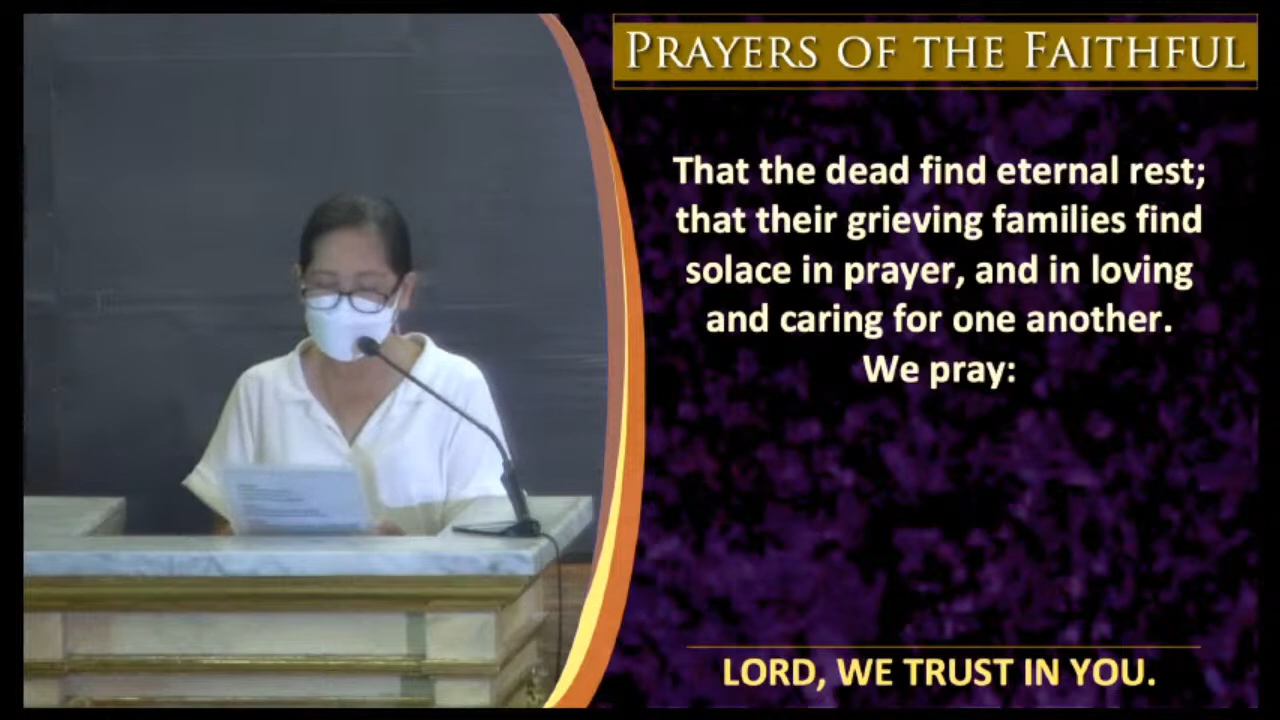 PRAYERS OF THE FAITHFUL
That the dead find eternal rest;
that their grieving families find
solace in prayer, and in loving
and caring for one another.
We pray:
LORD, WE TRUST IN YOU.